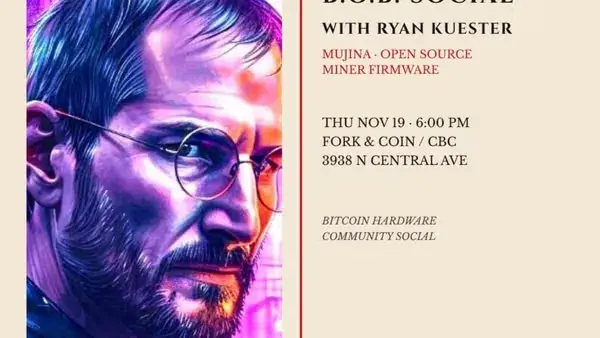 B.O.B. SOCIAL
WITH RYAN KUESTER
MUJINA · OPEN SOURCE
MINER FIRMWARE
THU NOV 19 · 6:00 PM
FORK & COIN / CBC
3938 N CENTRAL AVE
BITCOIN HARDWARE
COMMUNITY SOCIAL